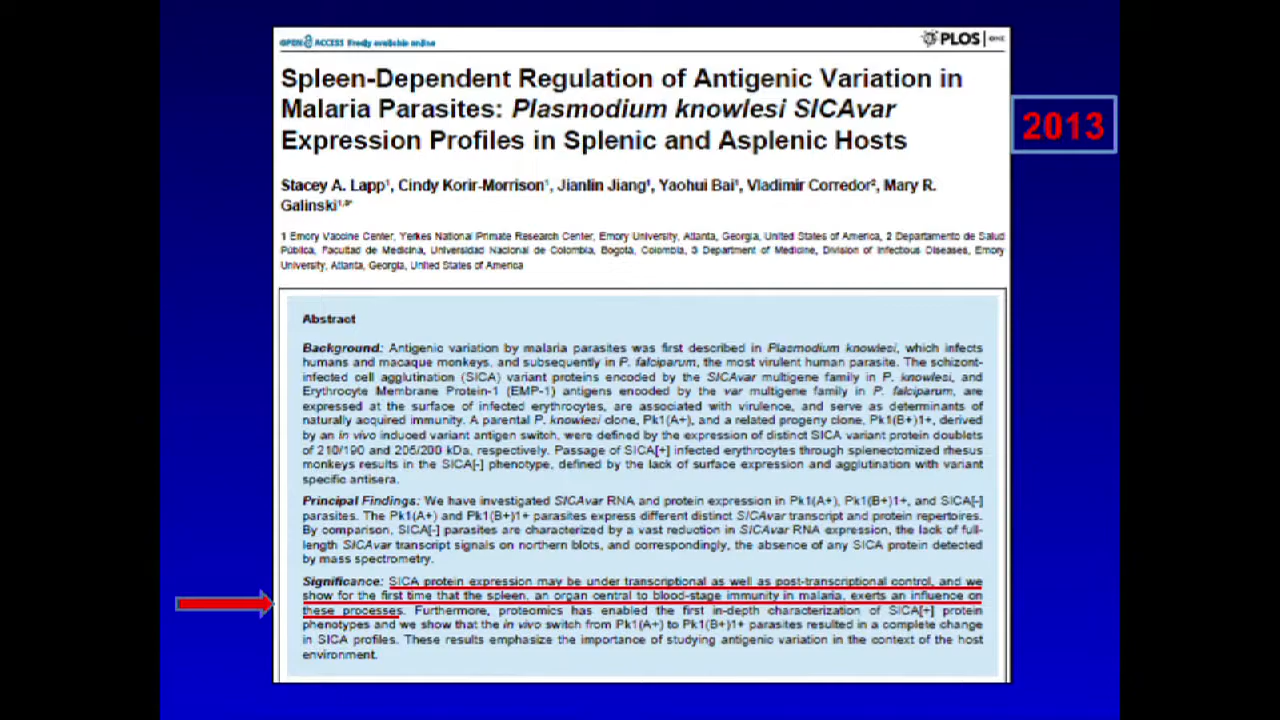 OPEN ACCESS Freely available online
PLOS | ONE
Spleen-Dependent Regulation of Antigenic Variation in
Malaria Parasites: Plasmodium knowlesi SICAvar
Expression Profiles in Splenic and Asplenic Hosts
2013
Stacey A. Lapp¹, Cindy Korir-Morrison¹, Jianlin Jiang¹, Yaohui Bai¹, Vladimir Corredor², Mary R.
Galinski¹,³*
1 Emory Vaccine Center, Yerkes National Primate Research Center, Emory University, Atlanta, Georgia, United States of America, 2 Departamento de Salud
Pública, Facultad de Medicina, Universidad Nacional de Colombia, Bogotá, Colombia, 3 Department of Medicine, Division of Infectious Diseases, Emory
University, Atlanta, Georgia, United States of America
Abstract
Background: Antigenic variation by malaria parasites was first described in Plasmodium knowlesi, which infects
humans and macaque monkeys, and subsequently in P. falciparum, the most virulent human parasite. The schizont-
infected cell agglutination (SICA) variant proteins encoded by the SICAvar multigene family in P. knowlesi, and
Erythrocyte Membrane Protein-1 (EMP-1) antigens encoded by the var multigene family in P. falciparum, are
expressed at the surface of infected erythrocytes, are associated with virulence, and serve as determinants of
naturally acquired immunity. A parental P. knowlesi clone, Pk1(A+), and a related progeny clone, Pk1(B+)1+, derived
by an in vivo induced variant antigen switch, were defined by the expression of distinct SICA variant protein doublets
of 210/190 and 205/200 kDa, respectively. Passage of SICA[+] infected erythrocytes through splenectomized rhesus
monkeys results in the SICA[-] phenotype, defined by the lack of surface expression and agglutination with variant
specific antisera.
Principal Findings: We have investigated SICAvar RNA and protein expression in Pk1(A+), Pk1(B+)1+, and SICA[-]
parasites. The Pk1(A+) and Pk1(B+)1+ parasites express different distinct SICAvar transcript and protein repertoires.
By comparison, SICA[-] parasites are characterized by a vast reduction in SICAvar RNA expression, the lack of full-
length SICAvar transcript signals on northern blots, and correspondingly, the absence of any SICA protein detected
by mass spectrometry.
Significance: SICA protein expression may be under transcriptional as well as post-transcriptional control, and we
show for the first time that the spleen, an organ central to blood-stage immunity in malaria, exerts an influence on
these processes. Furthermore, proteomics has enabled the first in-depth characterization of SICA[+] protein
phenotypes and we show that the in vivo switch from Pk1(A+) to Pk1(B+)1+ parasites resulted in a complete change
in SICA profiles. These results emphasize the importance of studying antigenic variation in the context of the host
environment.